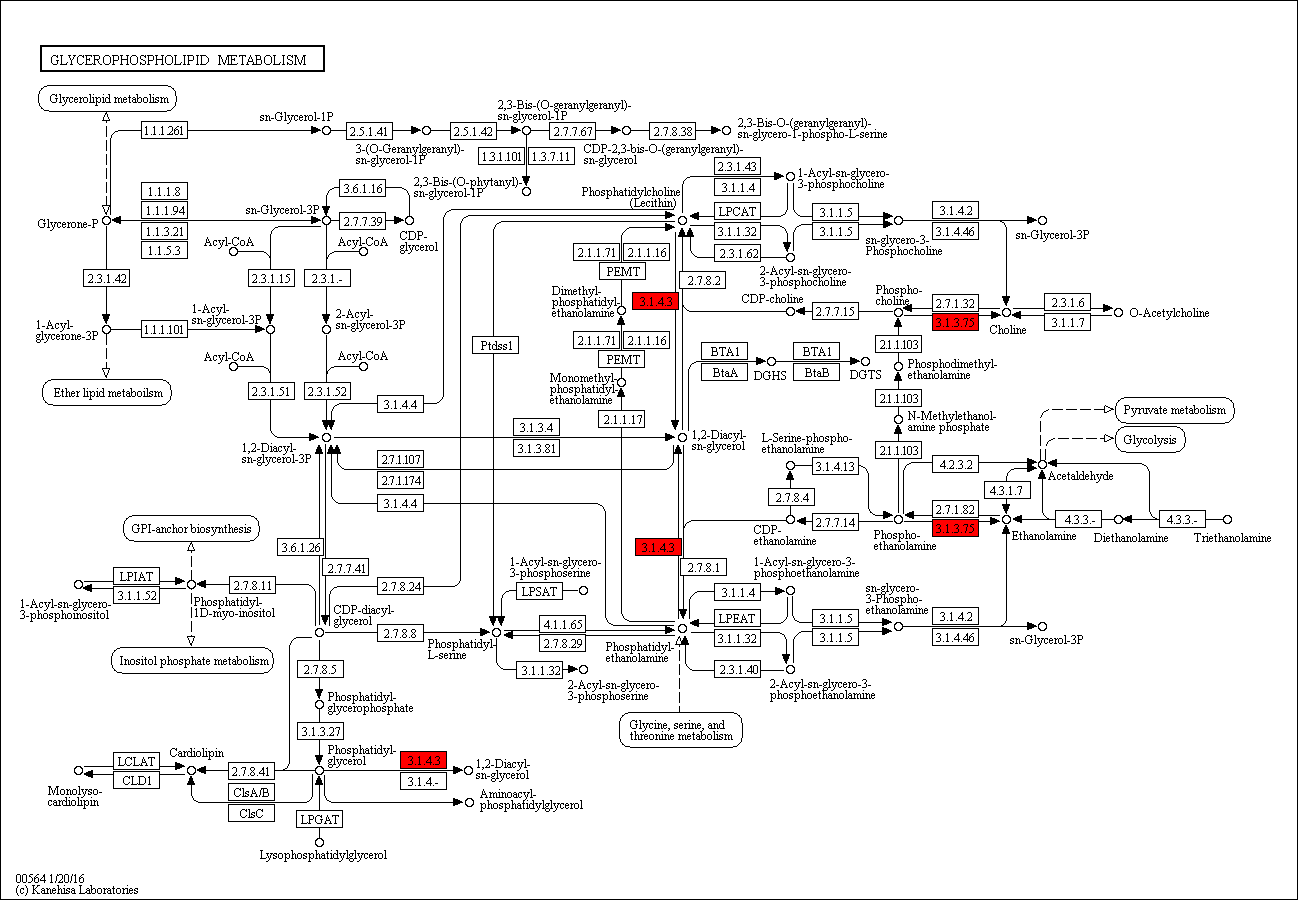 GLYCEROPHOSPHOLIPID METABOLISM
Glycerolipid metabolism
1.1.1.261
sn-Glycerol-1P
2.5.1.41
3-(O-Geranylgeranyl)-
sn-glycerol-1P
2.5.1.42
2,3-Bis-(O-geranylgeranyl)-
sn-glycerol-1P
2.7.7.67
CDP-2,3-bis-O-(geranylgeranyl)-
sn-glycerol
2.7.8.38
2,3-Bis-O-(geranylgeranyl)-
sn-glycero-1-phospho-L-serine
1.3.1.101
1.3.7.11
2,3-Bis-(O-phytanyl)-
sn-glycerol-1P
1.1.1.8
1.1.1.94
1.1.3.21
1.1.5.3
Glycerone-P
sn-Glycerol-3P
3.6.1.16
2.7.7.39
CDP-
glycerol
Acyl-CoA
Acyl-CoA
2.3.1.42
2.3.1.15
2.3.1.-
1-Acyl-
glycerone-3P
1.1.1.101
1-Acyl-
sn-glycerol-3P
2-Acyl-
sn-glycerol-3P
Acyl-CoA
Acyl-CoA
Ether lipid metabolism
2.3.1.51
2.3.1.52
3.1.4.4
1,2-Diacyl-
sn-glycerol-3P
3.1.3.4
3.1.3.81
2.7.1.107
2.7.1.174
3.1.4.4
Ptdss1
Phosphatidylcholine
(Lecithin)
2.3.1.43
3.1.1.4
LPCAT
3.1.1.32
2.3.1.62
1-Acyl-sn-glycero-
3-phosphocholine
2-Acyl-sn-glycero-
3-phosphocholine
3.1.1.5
3.1.1.5
sn-glycero-3-
Phosphocholine
3.1.4.2
3.1.4.46
sn-Glycerol-3P
2.1.1.71
2.1.1.16
PEMT
Dimethyl-
phosphatidyl-
ethanolamine
3.1.4.3
2.7.8.2
CDP-choline
2.7.7.15
Phospho-
choline
2.7.1.32
3.1.3.75
Choline
2.3.1.6
3.1.1.7
O-Acetylcholine
2.1.1.71
2.1.1.16
PEMT
Monomethyl-
phosphatidyl-
ethanolamine
2.1.1.17
BTA1
BtaA
DGHS
BTA1
BtaB
DGTS
2.1.1.103
Phosphodimethyl-
ethanolamine
2.1.1.103
N-Methylethanol-
amine phosphate
2.1.1.103
1,2-Diacyl-
sn-glycerol
L-Serine-phospho-
ethanolamine
3.1.4.13
2.7.8.4
CDP-
ethanolamine
2.7.7.14
Phospho-
ethanolamine
4.2.3.2
Acetaldehyde
Pyruvate metabolism
Glycolysis
4.3.1.7
2.7.1.82
3.1.3.75
Ethanolamine
4.3.3.-
Diethanolamine
4.3.3.-
Triethanolamine
GPI-anchor biosynthesis
3.6.1.26
2.7.7.41
LPIAT
3.1.1.52
1-Acyl-sn-glycero-
3-phosphoinositol
Phosphatidyl-
1D-myo-inositol
2.7.8.11
2.7.8.24
CDP-diacyl-
glycerol
2.7.8.8
Inositol phosphate metabolism
Phosphatidyl-
L-serine
1-Acyl-sn-glycero-
3-phosphoserine
LPSAT
4.1.1.65
2.7.8.29
3.1.1.32
2-Acyl-sn-glycero-
3-phosphoserine
3.1.4.3
2.7.8.1
Phosphatidyl-
ethanolamine
1-Acyl-sn-glycero-3-
phosphoethanolamine
3.1.1.4
LPEAT
3.1.1.32
2.3.1.40
2-Acyl-sn-glycero-3-
phosphoethanolamine
3.1.1.5
3.1.1.5
sn-glycero-
3-Phospho-
ethanolamine
3.1.4.2
3.1.4.46
sn-Glycerol-3P
Glycine, serine, and
threonine metabolism
2.7.8.5
Phosphatidyl-
glycerophosphate
3.1.3.27
Phosphatidyl-
glycerol
3.1.4.3
3.1.4.-
1,2-Diacyl-
sn-glycerol
Aminoacyl-
phosphatidylglycerol
LCLAT
CLD1
Monolyso-
cardiolipin
Cardiolipin
2.7.8.41
ClsA/B
ClsC
LPGAT
Lysophosphatidylglycerol
00564 1/20/16
(c) Kanehisa Laboratories